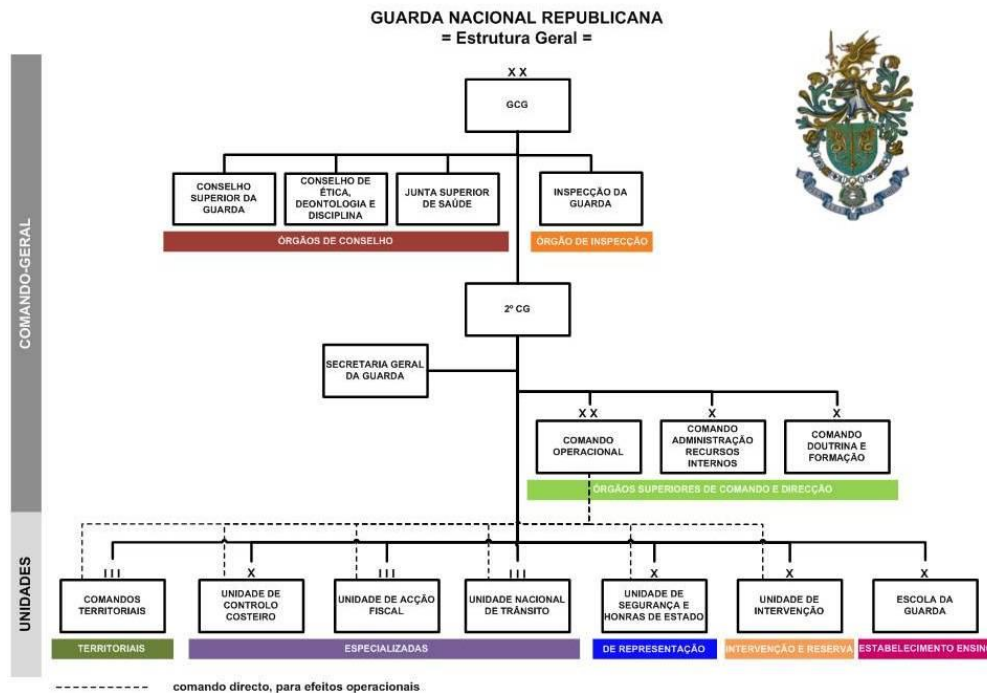 GUARDA NACIONAL REPUBLICANA
= Estrutura Geral =
COMANDO-GERAL
X X
GCG
CONSELHO
SUPERIOR DA
GUARDA
CONSELHO DE
ÉTICA,
DEONTOLOGIA E
DISCIPLINA
JUNTA SUPERIOR
DE SAÚDE
INSPECÇÃO DA
GUARDA
ÓRGÃOS DE CONSELHO
ÓRGÃO DE INSPECÇÃO
2º CG
SECRETARIA GERAL
DA GUARDA
X X
COMANDO
OPERACIONAL
X
COMANDO
ADMINISTRAÇÃO
RECURSOS
INTERNOS
X
COMANDO
DOUTRINA E
FORMAÇÃO
ÓRGÃOS SUPERIORES DE COMANDO E DIRECÇÃO
UNIDADES
III
COMANDOS
TERRITORIAIS
X
UNIDADE DE
CONTROLO
COSTEIRO
III
UNIDADE DE ACÇÃO
FISCAL
III
UNIDADE NACIONAL
DE TRÂNSITO
X
UNIDADE DE
SEGURANÇA E
HONRAS DE ESTADO
X
UNIDADE DE
INTERVENÇÃO
X
ESCOLA DA
GUARDA
TERRITORIAIS
ESPECIALIZADAS
DE REPRESENTAÇÃO
INTERVENÇÃO E RESERVA
ESTABELECIMENTO ENSINO
comando directo, para efeitos operacionais